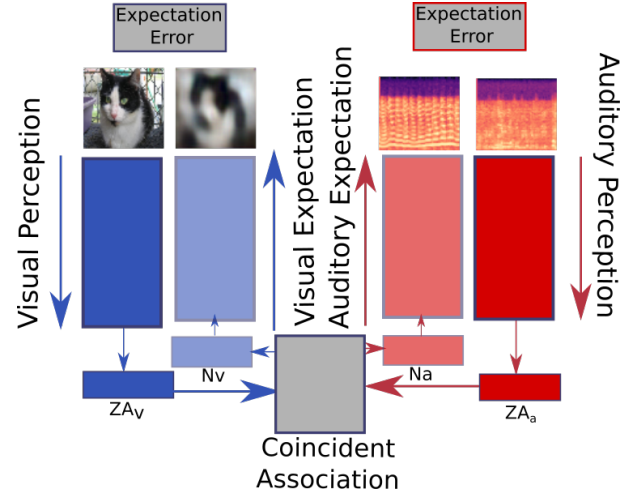 Expectation
Error
Expectation
Error
Visual Perception
Visual Expectation
Auditory Expectation
Auditory Perception
Nv
Na
ZAv
ZAa
Coincident
Association